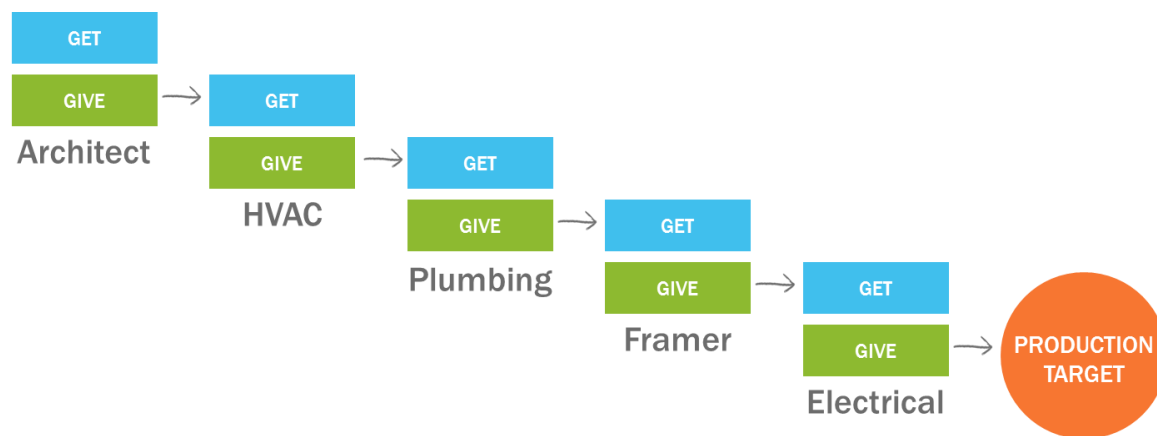 GET
GIVE
Architect
GET
GIVE
HVAC
GET
GIVE
Plumbing
GET
GIVE
Framer
GET
GIVE
Electrical
PRODUCTION
TARGET